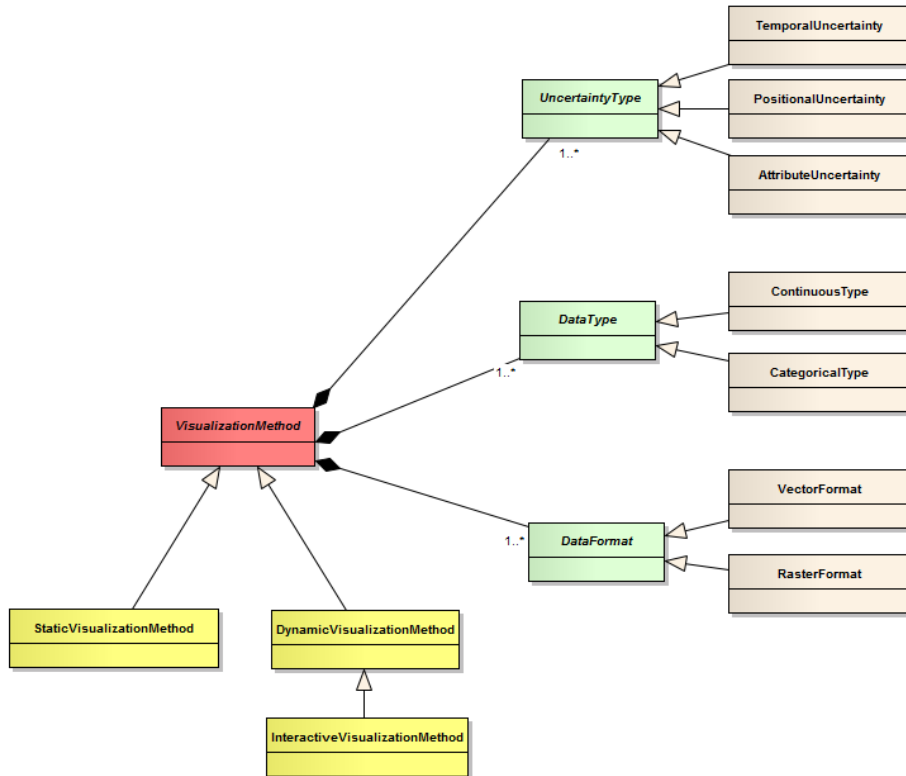 TemporalUncertainty
UncertaintyType
PositionalUncertainty
1..*
AttributeUncertainty
ContinuousType
DataType
1..*
CategoricalType
VisualizationMethod
VectorFormat
1..*
DataFormat
RasterFormat
StaticVisualizationMethod
DynamicVisualizationMethod
InteractiveVisualizationMethod